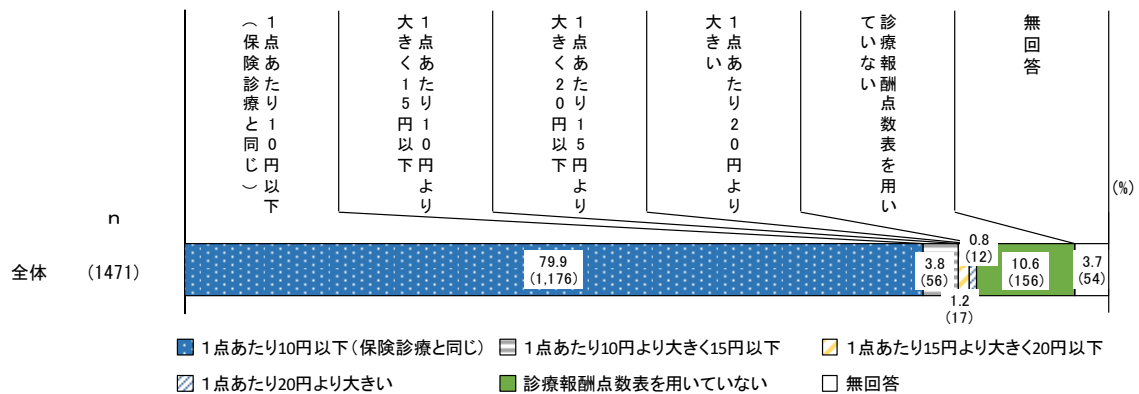 1点あたり10円以下
（保険診療と同じ）
1点あたり10円より
大きく15円以下
1点あたり15円より
大きく20円以下
1点あたり20円より
大きい
診療報酬点数表を用い
ていない
無回答
(%)
n
全体
(1471)
79.9
(1,176)
3.8
(56)
1.2
(17)
0.8
(12)
10.6
(156)
3.7
(54)
1点あたり10円以下（保険診療と同じ）
1点あたり10円より大きく15円以下
1点あたり15円より大きく20円以下
1点あたり20円より大きい
診療報酬点数表を用いていない
無回答